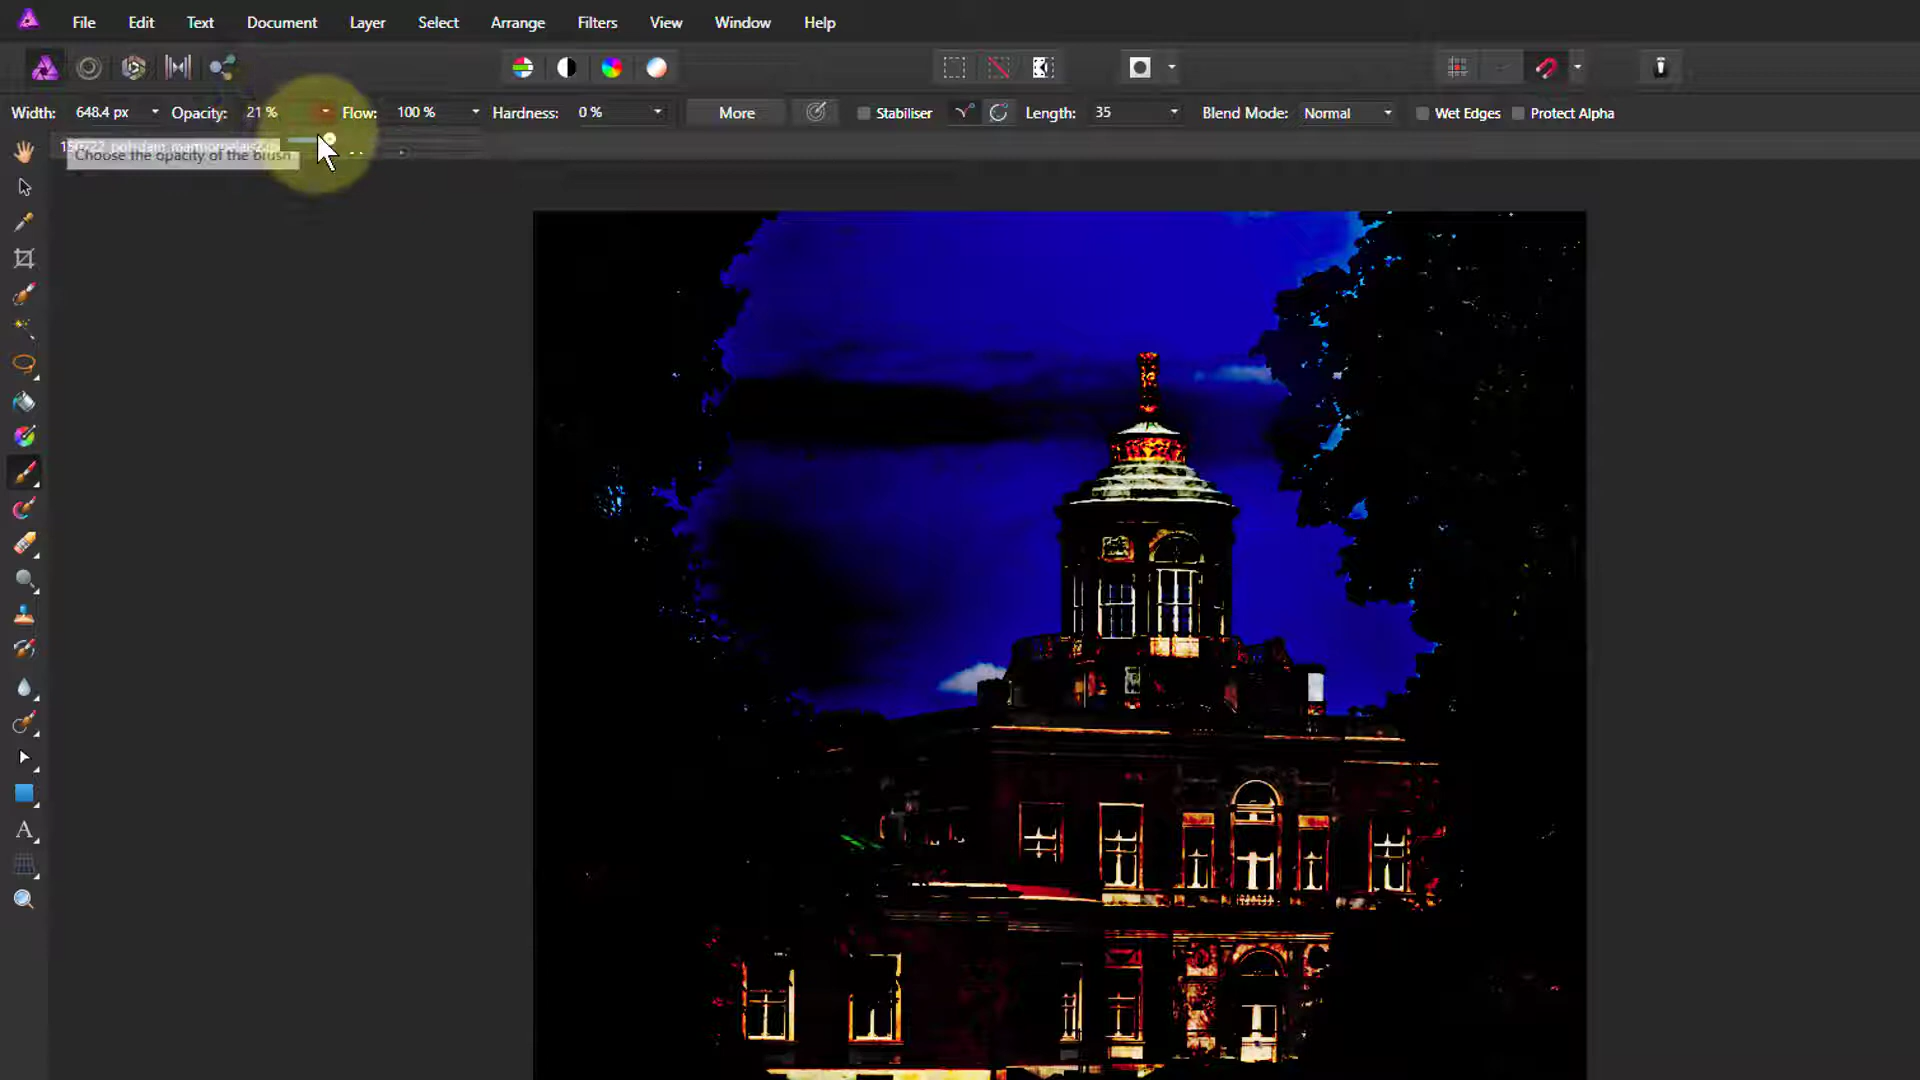 File Edit Text Document Layer Select Arrange Filters View Window Help
Width: 648.4 px Opacity: 21 % Flow: 100 % Hardness: 0 % More Stabiliser Length: 35 Blend Mode: Normal Wet Edges Protect Alpha
Choose the opacity of the brush